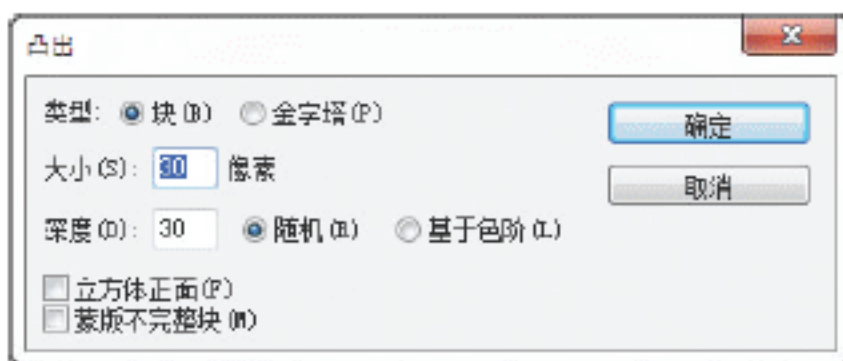 凸出
类型: 块(B) 金字塔(P)
确定
大小(S): 30 像素
取消
深度(D): 30 随机(R) 基于色阶(L)
立方体正面(F)
蒙版不完整块(M)